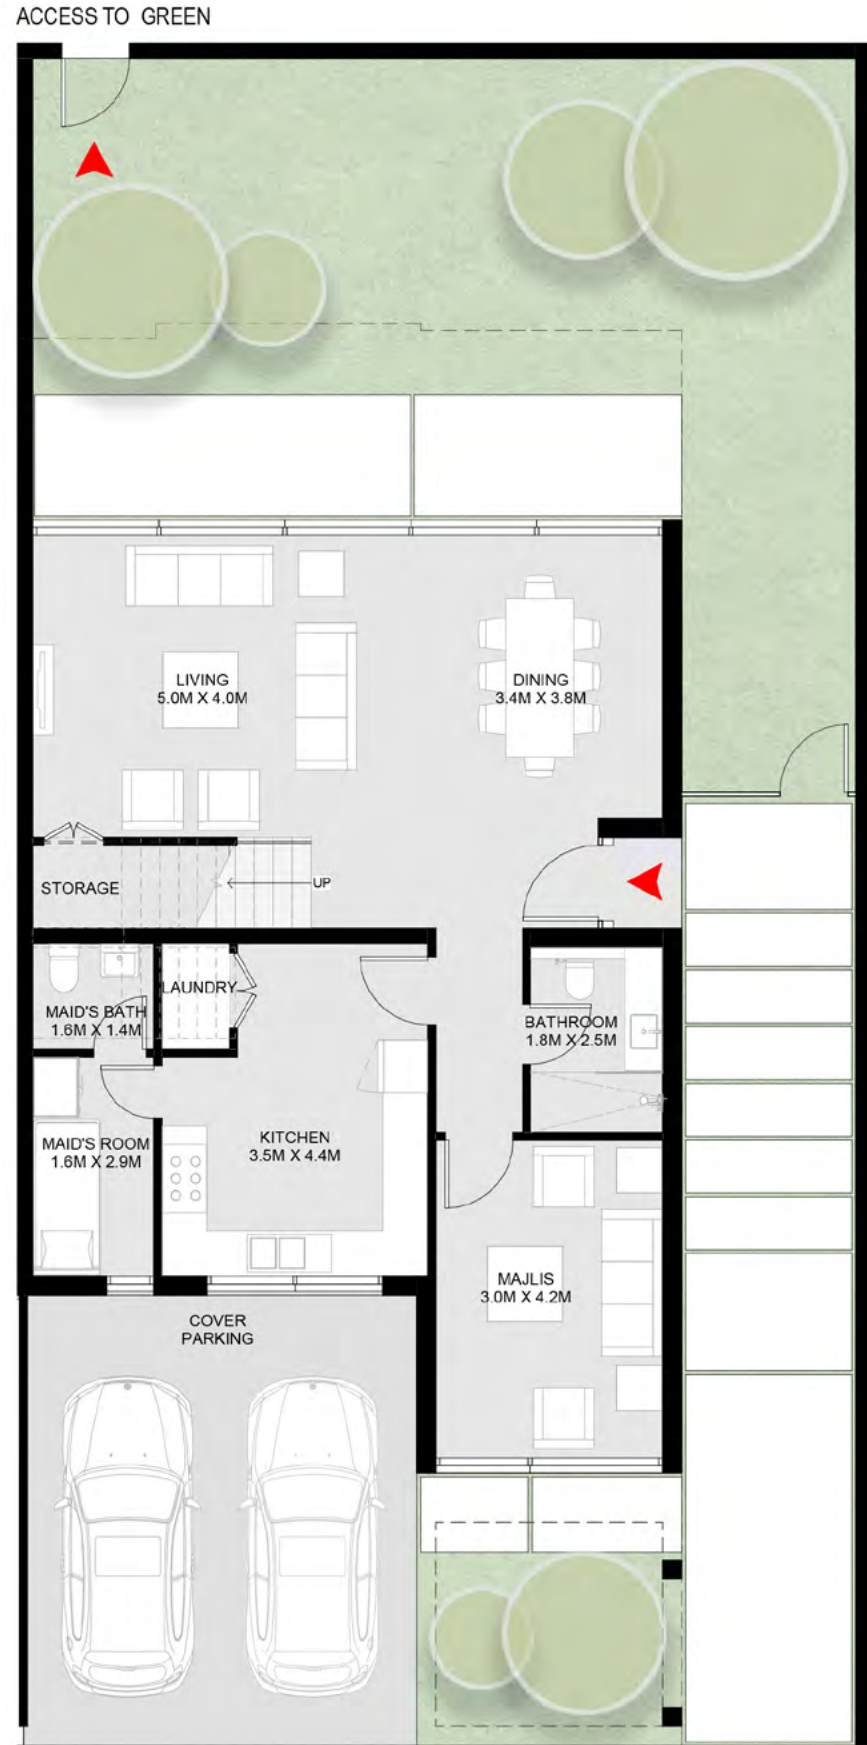 ACCESS TO GREEN
LIVING
5.0M X 4.0M
DINING
3.4M X 3.8M
STORAGE
UP
LAUNDRY
MAID'S BATH
1.6M X 1.4M
BATHROOM
1.8M X 2.5M
MAID'S ROOM
1.6M X 2.9M
KITCHEN
3.5M X 4.4M
MAJLIS
3.0M X 4.2M
COVER
PARKING